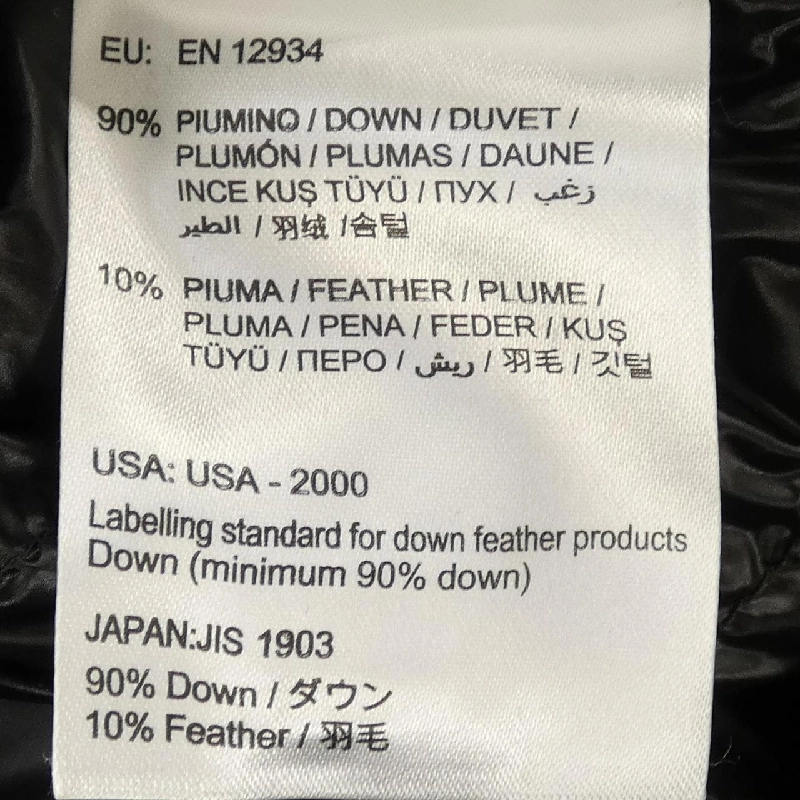 EU: EN 12934
90% PIUMINO / DOWN / DUVET /
PLUMÓN / PLUMAS / DAUNE /
INCE KUŞ TÜYÜ / ПУХ / زغب
الطير / 羽绒 /솜털
10% PIUMA / FEATHER / PLUME /
PLUMA / PENA / FEDER / KUŞ
TÜYÜ / ПЕРО / ريش / 羽毛 / 깃털
USA: USA - 2000
Labelling standard for down feather products
Down (minimum 90% down)
JAPAN:JIS 1903
90% Down / ダウン
10% Feather / 羽毛